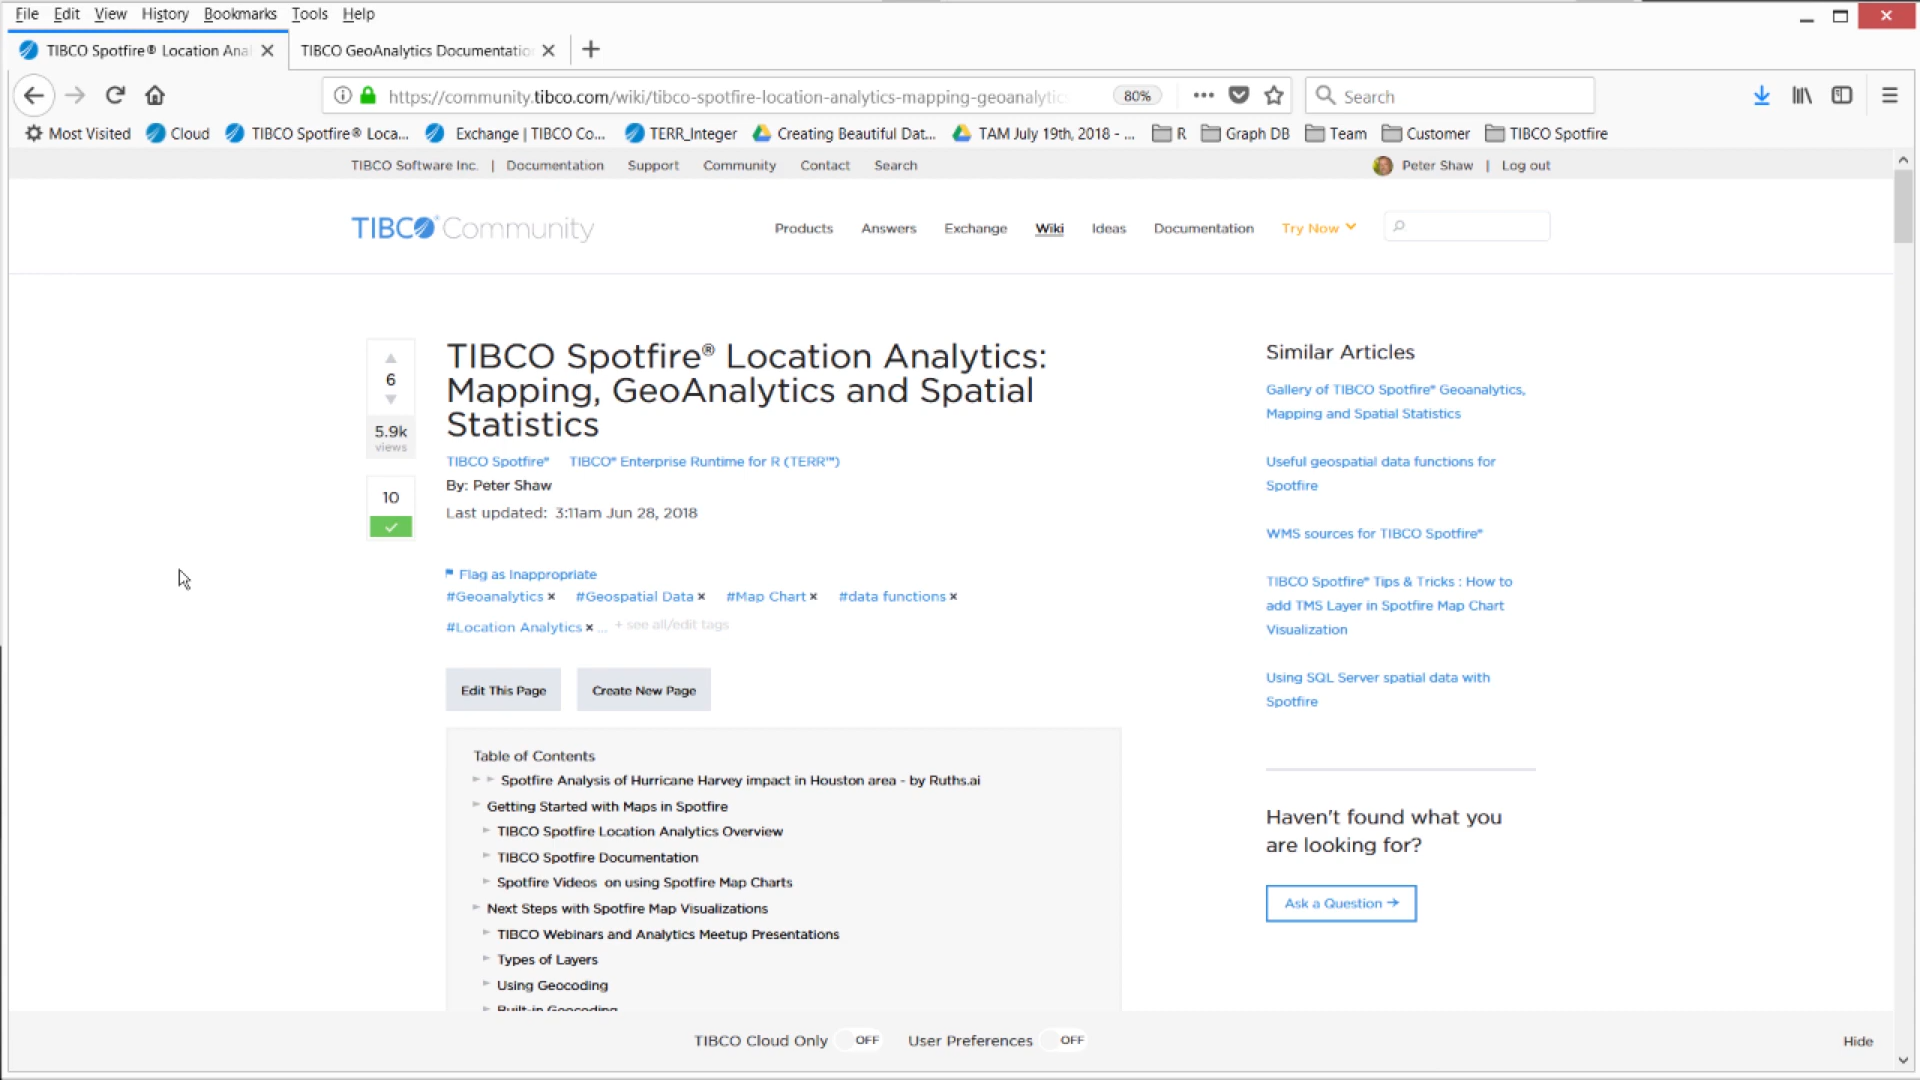 File Edit View History Bookmarks Tools Help
TIBCO Spotfire® Location Ana TIBCO GeoAnalytics Documentatio
https://community.tibco.com/wiki/tibco-spotfire-location-analytics-mapping-geoanalytic 80% Search
Most Visited Cloud TIBCO Spotfire® Loca... Exchange | TIBCO Co... TERR_Integer Creating Beautiful Dat... TAM July 19th, 2018 - ... R Graph DB Team Customer TIBCO Spotfire
TIBCO Software Inc. | Documentation Support Community Contact Search Peter Shaw | Log out
TIBCO® Community Products Answers Exchange Wiki Ideas Documentation Try Now
TIBCO Spotfire® Location Analytics:
Mapping, GeoAnalytics and Spatial
Statistics
6
5.9k
views
10
TIBCO Spotfire® TIBCO® Enterprise Runtime for R (TERR™)
By: Peter Shaw
Last updated: 3:11am Jun 28, 2018
Flag as Inappropriate
#Geoanalytics × #Geospatial Data × #Map Chart × #data functions ×
#Location Analytics × ... + see all/edit tags
Edit This Page Create New Page
Table of Contents
Spotfire Analysis of Hurricane Harvey impact in Houston area - by Ruths.ai
Getting Started with Maps in Spotfire
TIBCO Spotfire Location Analytics Overview
TIBCO Spotfire Documentation
Spotfire Videos on using Spotfire Map Charts
Next Steps with Spotfire Map Visualizations
TIBCO Webinars and Analytics Meetup Presentations
Types of Layers
Using Geocoding
Built-in Geocoding
Similar Articles
Gallery of TIBCO Spotfire® Geoanalytics,
Mapping and Spatial Statistics
Useful geospatial data functions for
Spotfire
WMS sources for TIBCO Spotfire®
TIBCO Spotfire® Tips & Tricks : How to
add TMS Layer in Spotfire Map Chart
Visualization
Using SQL Server spatial data with
Spotfire
Haven't found what you
are looking for?
Ask a Question →
TIBCO Cloud Only OFF User Preferences OFF Hide